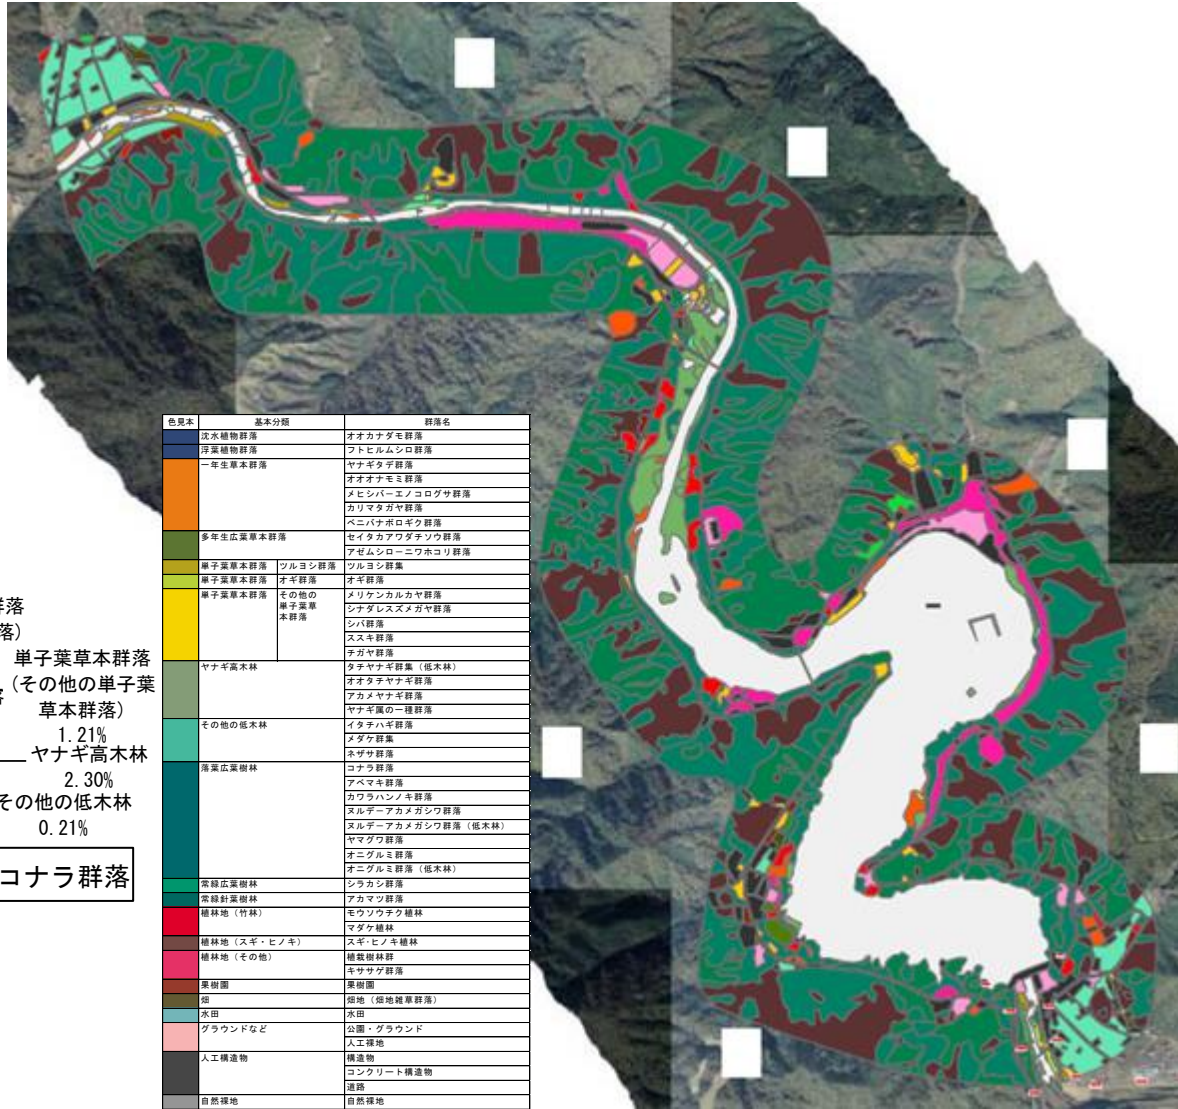 色見本 基本分類 群落名
沈水植物群落 オオカナダモ群落
浮葉植物群落 フトヒルムシロ群落
一年生草本群落 ヤナギタデ群落
オオオナモミ群落
メヒシバーエノコログサ群落
カリマタガヤ群落
ベニバナボロギク群落
多年生広葉草本群落 セイタカアワダチソウ群落
アゼムシローニワホコリ群落
単子葉草本群落 ツルヨシ群落 ツルヨシ群集
単子葉草本群落 オギ群落 オギ群落
単子葉草本群落 その他の単子葉草本群落 メリケンカルカヤ群落
シナダレスズメガヤ群落
シバ群落
ススキ群落
チガヤ群落
ヤナギ高木林 タチヤナギ群集（低木林）
オオタチヤナギ群落
アカメヤナギ群落
ヤナギ属の一種群落
その他の低木林 イタチハギ群落
メダケ群集
ネザサ群落
落葉広葉樹林 コナラ群落
アベマキ群落
カワラハンノキ群落
ヌルデーアカメガシワ群落
ヌルデーアカメガシワ群落（低木林）
ヤマグワ群落
オニグルミ群落
オニグルミ群落（低木林）
常緑広葉樹林 シラカシ群落
常緑針葉樹林 アカマツ群落
植林地（竹林） モウソウチク植林
マダケ植林
植林地（スギ・ヒノキ） スギ・ヒノキ植林
植林地（その他） 植栽樹林群
キササゲ群落
果樹園 果樹園
畑 畑地（畑地雑草群落）
水田 水田
グラウンドなど 公園・グラウンド
人工裸地
人工構造物 構造物
コンクリート構造物
道路
自然裸地 自然裸地
群落
落）
単子葉草本群落
落 （その他の単子葉
草本群落）
1.21%
ヤナギ高木林
2.30%
その他の低木林
0.21%
コナラ群落